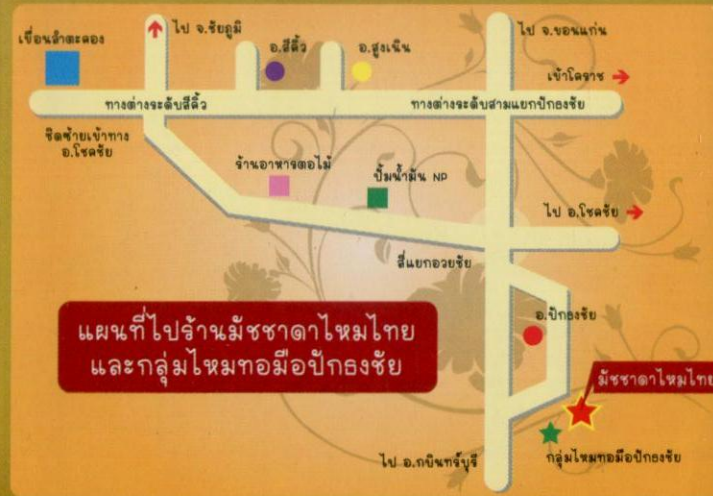 ไป จ.ชัยภูมิ
ไป จ.ขอนแก่น
เขื่อนลำตะคอง
อ.สีคิ้ว
อ.สูงเนิน
เข้าโคราช
ทางต่างระดับสีคิ้ว
ทางต่างระดับสามแยกปักธงชัย
ชิดซ้ายเข้าทาง
อ.โชคชัย
ร้านอาหารตอไม้
ปั๊มน้ำมัน NP
ไป อ.โชคชัย
สี่แยกอวยชัย
แผนที่ไปร้านมัชชาดาไหมไทย
และกลุ่มไหมทอมือปักธงชัย
อ.ปักธงชัย
มัชชาดาไหมไทย
ไป อ.กบินทร์บุรี
กลุ่มไหมทอมือปักธงชัย